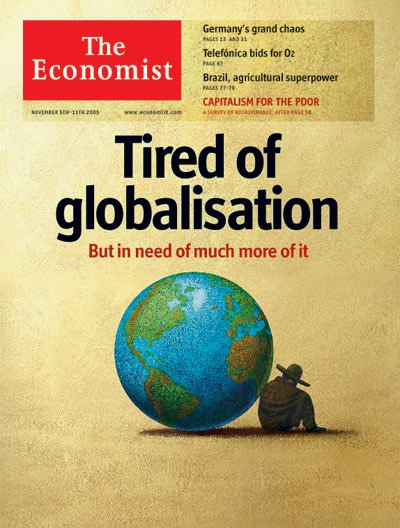 The
Economist
NOVEMBER 5TH-11TH 2005
www.economist.com
Germany's grand chaos
PAGES 13 AND 31
Telefónica bids for O2
PAGE 67
Brazil, agricultural superpower
PAGES 77-79
CAPITALISM FOR THE POOR
A SURVEY OF MICROFINANCE, AFTER PAGE 58
Tired of
globalisation
But in need of much more of it